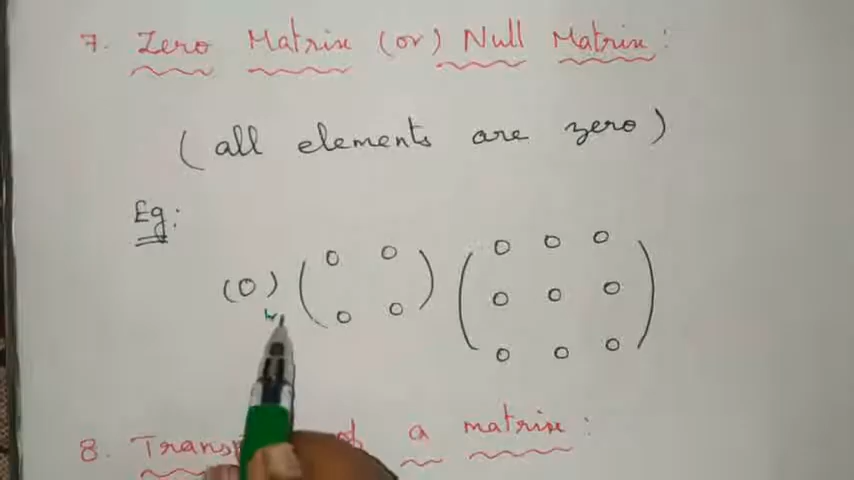 7. Zero Matrix (or) Null Matrix:
(all elements are zero)
Eg:
(0) ( 0 0 ) ( 0 0 0 )
0 0 0 0 0
0 0 0
8. of a matrix: